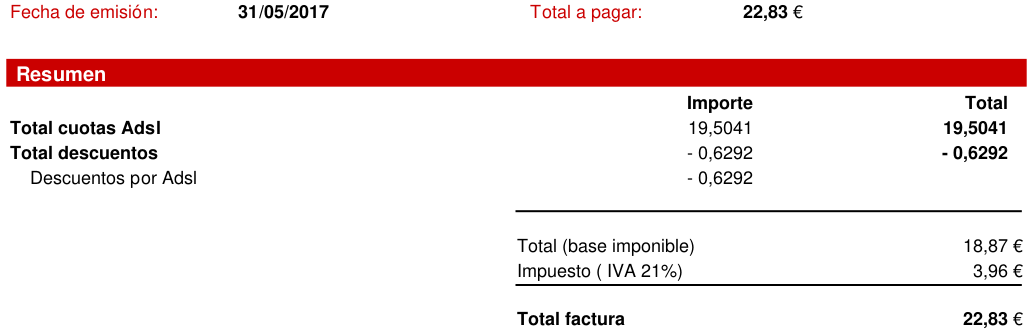 Fecha de emisión: 31/05/2017 Total a pagar: 22,83 €
Resumen
Importe Total
Total cuotas Adsl 19,5041 19,5041
Total descuentos - 0,6292 - 0,6292
Descuentos por Adsl - 0,6292
Total (base imponible) 18,87 €
Impuesto ( IVA 21%) 3,96 €
Total factura 22,83 €